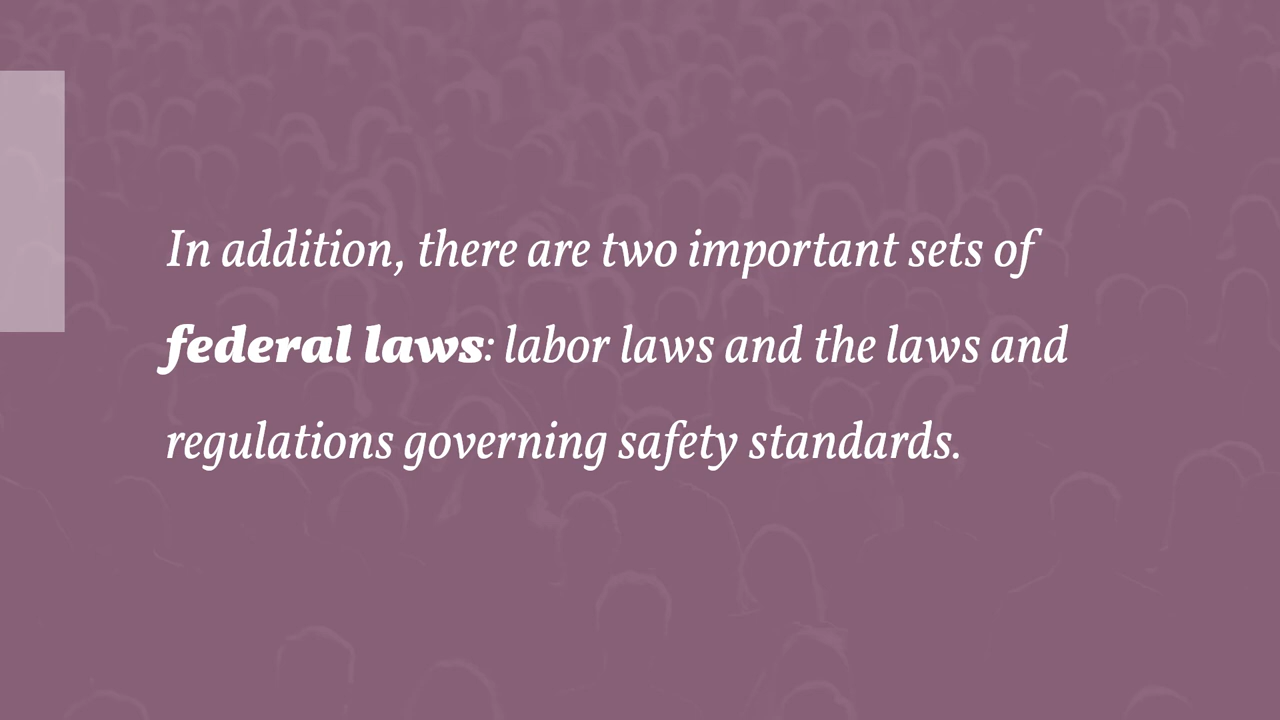 In addition, there are two important sets of
federal laws: labor laws and the laws and
regulations governing safety standards.